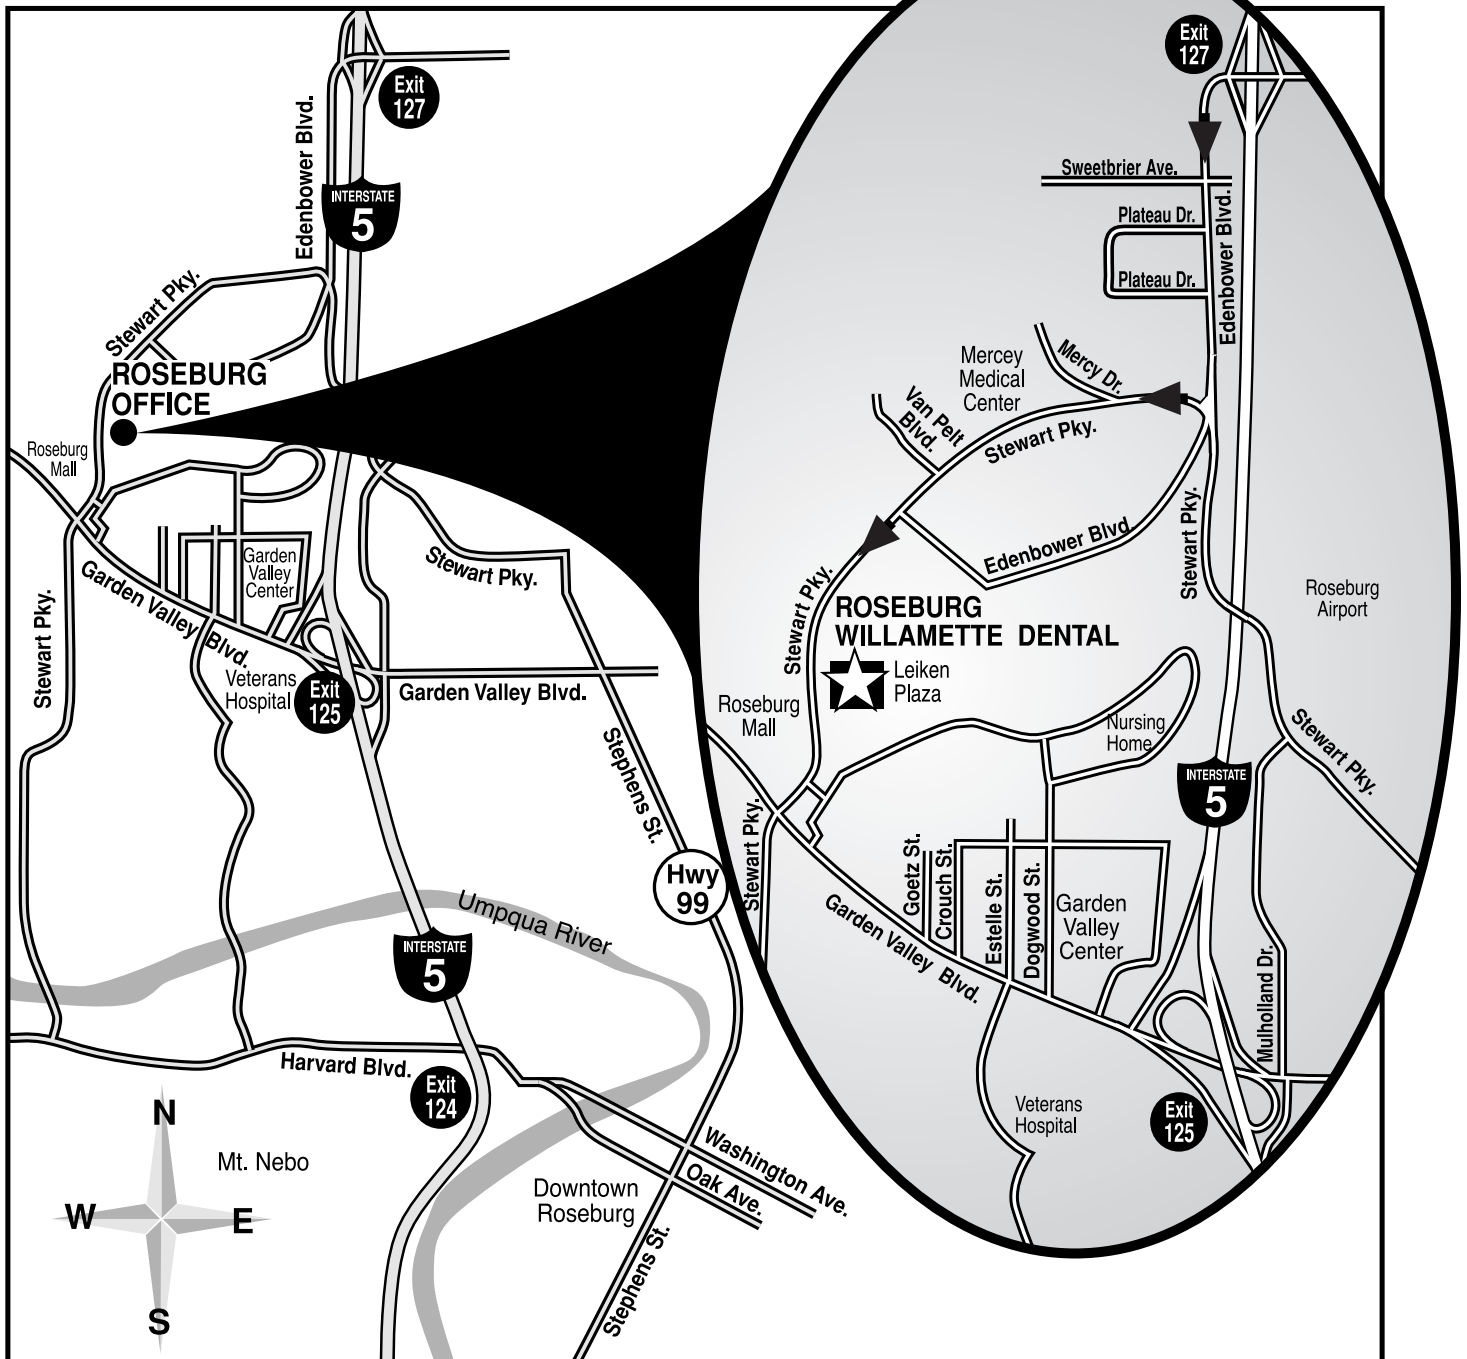 Exit
127
Edenbower Blvd.
INTERSTATE
5
Stewart Pky.
ROSEBURG
OFFICE
Roseburg
Mall
Garden
Valley
Center
Stewart Pky.
Garden Valley Blvd.
Stewart Pky.
Veterans
Hospital
Exit
125
Garden Valley Blvd.
Stephens St.
Hwy
99
Umpqua River
INTERSTATE
5
Harvard Blvd.
Exit
124
N
W
E
S
Mt. Nebo
Downtown
Roseburg
Washington Ave.
Oak Ave.
Stephens St.
Exit
127
Sweetbrier Ave.
Plateau Dr.
Plateau Dr.
Edenbower Blvd.
Mercey
Medical
Center
Mercy Dr.
Van Pelt
Blvd.
Stewart Pky.
Edenbower Blvd.
Stewart Pky.
Stewart Pky.
Roseburg
Airport
ROSEBURG
WILLAMETTE DENTAL
Leiken
Plaza
Roseburg
Mall
Nursing
Home
Stewart Pky.
INTERSTATE
5
Stewart Pky.
Goetz St.
Crouch St.
Estelle St.
Dogwood St.
Garden
Valley
Center
Garden Valley Blvd.
Mulholland Dr.
Veterans
Hospital
Exit
125